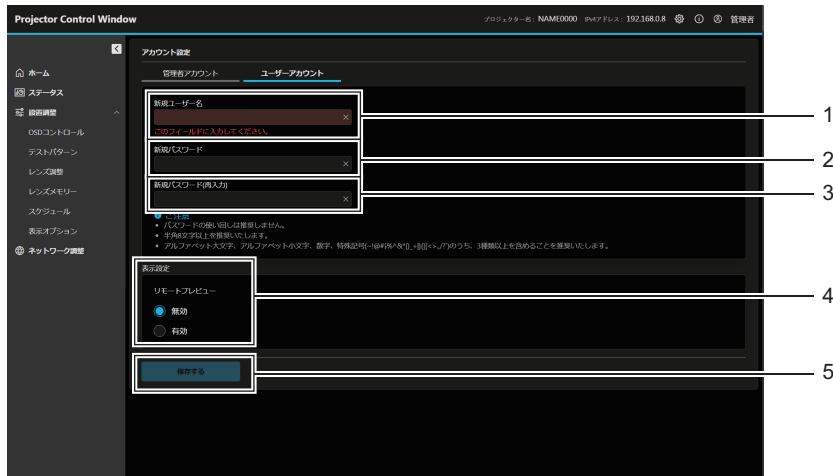 Projector Control Window
プロジェクター名: NAME0000 IPv4アドレス: 192.168.0.8 管理者
アカウント設定
ホーム
ステータス
設置調整
OSDコントロール
テストパターン
レンズ調整
レンズメモリー
スケジュール
表示オプション
ネットワーク調整
管理者アカウント ユーザーアカウント
新規ユーザー名
このフィールドに入力してください。
1
新規パスワード
2
新規パスワード(再入力)
3
ご注意
• パスワードの使い回しは推奨しません。
• 半角8文字以上を推奨いたします。
• アルファベット大文字、アルファベット小文字、数字、特殊記号のうち、3種類以上を含めることを推奨いたします。
表示設定
リモートプレビュー
無効
有効
4
保存する
5